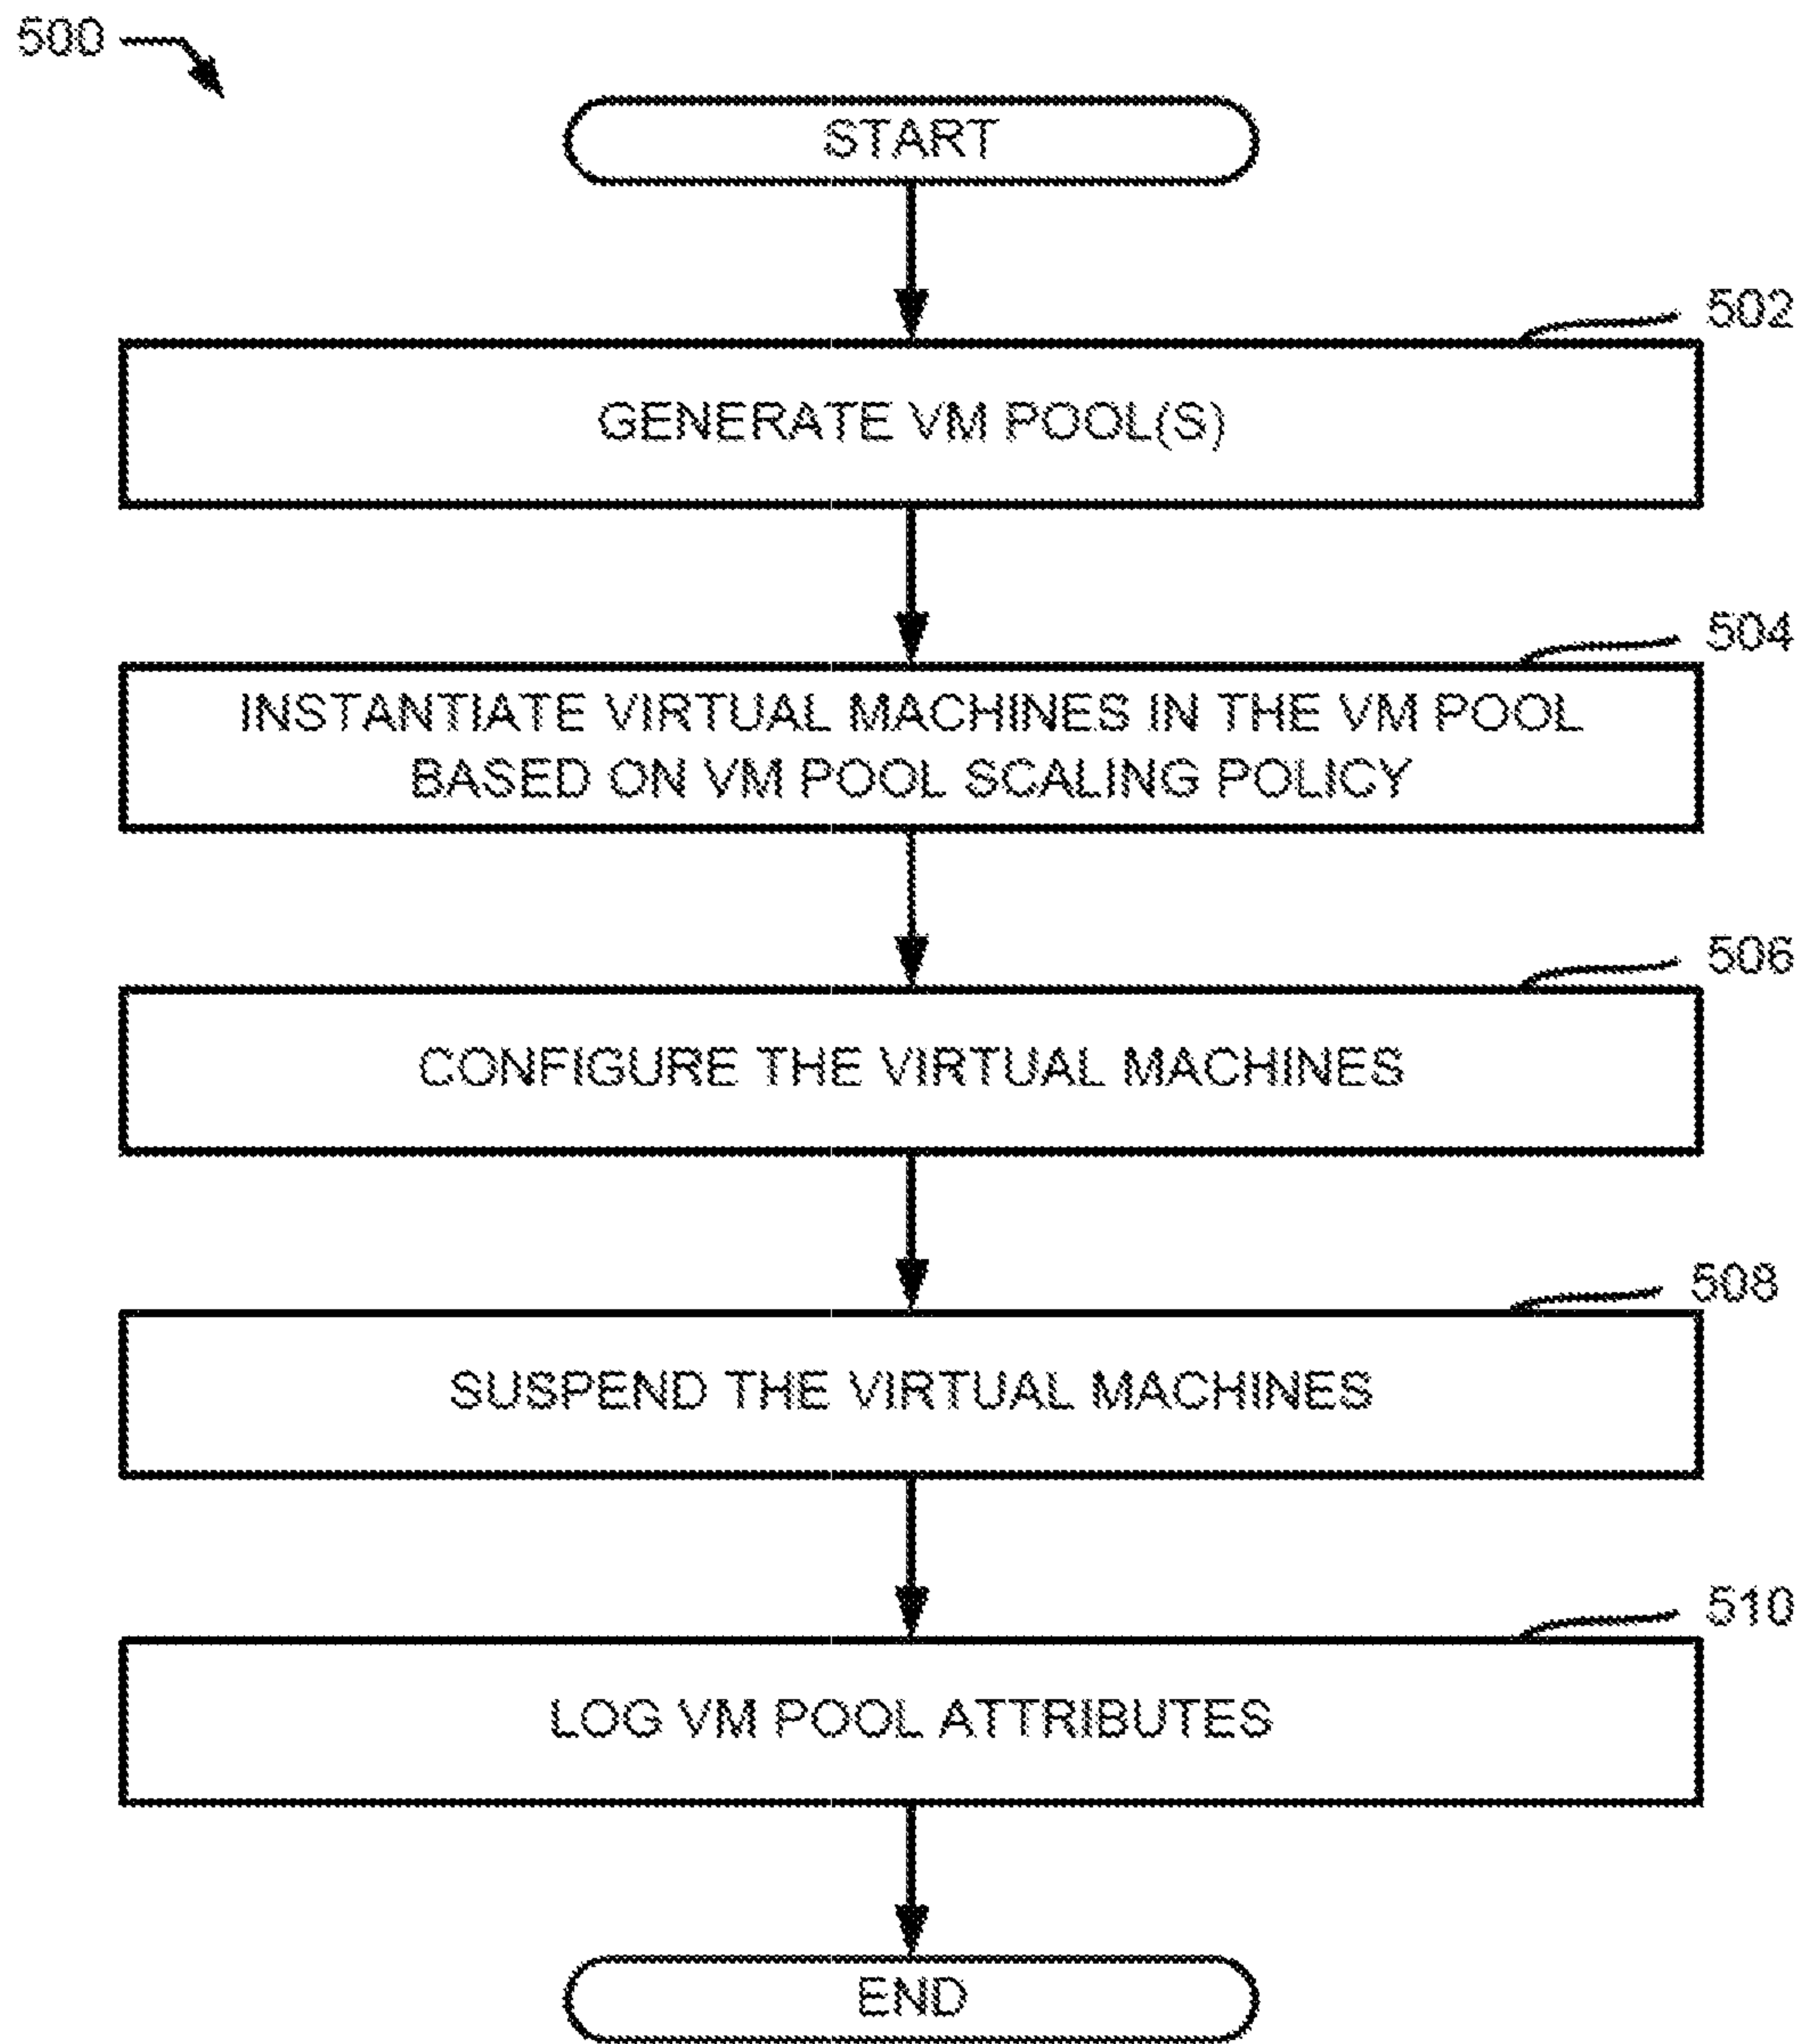 500
START
502
GENERATE VM POOL(S)
504
INSTANTIATE VIRTUAL MACHINES IN THE VM POOL
BASED ON VM POOL SCALING POLICY
506
CONFIGURE THE VIRTUAL MACHINES
508
SUSPEND THE VIRTUAL MACHINES
510
LOG VM POOL ATTRIBUTES
END